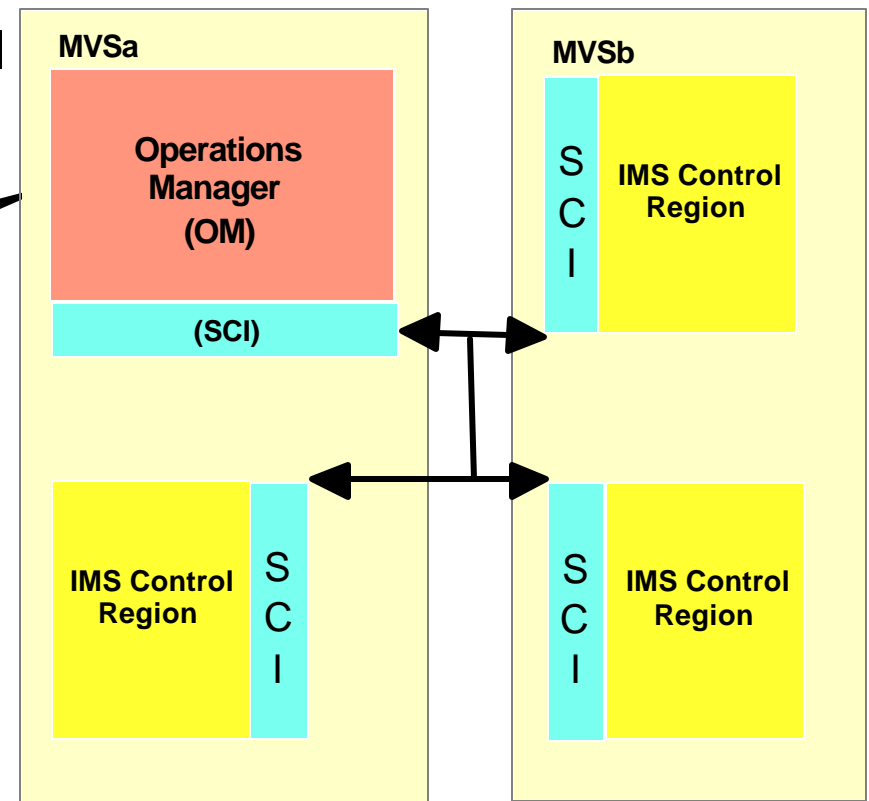 MVSa
Operations
Manager
(OM)
(SCI)
IMS Control
Region
S
C
I
MVSb
S
C
I
IMS Control
Region
S
C
I
IMS Control
Region